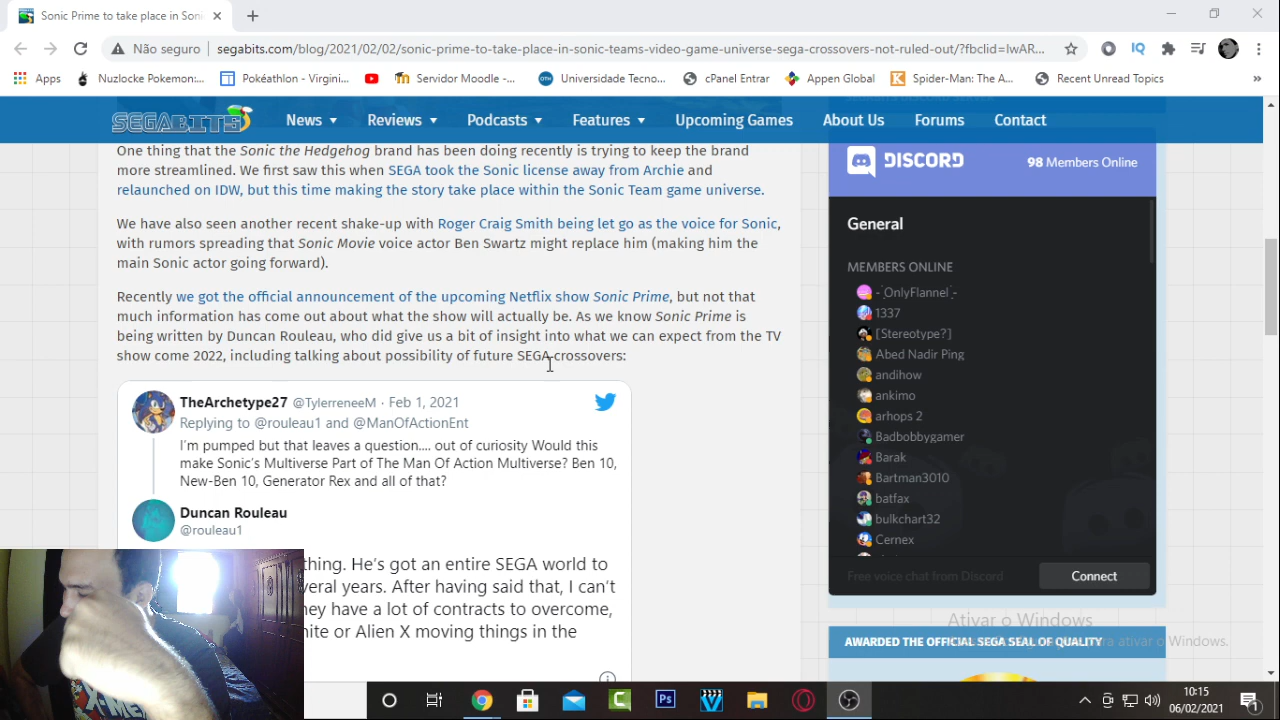 Sonic Prime to take place in Soni
Não seguro
segabits.com/blog/2021/02/02/sonic-prime-to-take-place-in-sonic-teams-video-game-universe-sega-crossovers-not-ruled-out/?fbclid=IwAR...
IQ
Apps
Nuzlocke Pokemon:...
Pokéathlon - Virgini...
Servidor Moodle -...
Universidade Tecno...
cPanel Entrar
Appen Global
Spider-Man: The A...
Recent Unread Topics
»
SEGABITS
News
Reviews
Podcasts
Features
Upcoming Games
About Us
Forums
Contact
One thing that the Sonic the Hedgehog brand has been doing recently is trying to keep the brand
more streamlined. We first saw this when SEGA took the Sonic license away from Archie and
relaunched on IDW, but this time making the story take place within the Sonic Team game universe.
We have also seen another recent shake-up with Roger Craig Smith being let go as the voice for Sonic,
with rumors spreading that Sonic Movie voice actor Ben Swartz might replace him (making him the
main Sonic actor going forward).
Recently we got the official announcement of the upcoming Netflix show Sonic Prime, but not that
much information has come out about what the show will actually be. As we know Sonic Prime is
being written by Duncan Rouleau, who did give us a bit of insight into what we can expect from the TV
show come 2022, including talking about possibility of future SEGA crossovers:
TheArchetype27 @TylerreneeM · Feb 1, 2021
Replying to @rouleau1 and @ManOfActionEnt
I'm pumped but that leaves a question.... out of curiosity Would this
make Sonic's Multiverse Part of The Man Of Action Multiverse? Ben 10,
New-Ben 10, Generator Rex and all of that?
Duncan Rouleau
@rouleau1
thing. He's got an entire SEGA world to
veral years. After having said that, I can't
hey have a lot of contracts to overcome,
nite or Alien X moving things in the
DISCORD
98 Members Online
General
MEMBERS ONLINE
-˙OnlyFlannel˙-
1337
[Stereotype?]
Abed Nadir Ping
andihow
ankimo
arhops 2
Badbobbygamer
Barak
Bartman3010
batfax
bulkchart32
Cernex
Free voice chat from Discord
Connect
Ativar o Windows
ra ativar o Windows.
AWARDED THE OFFICIAL SEGA SEAL OF QUALITY
X-MEN
Ps
10:15
06/02/2021
1